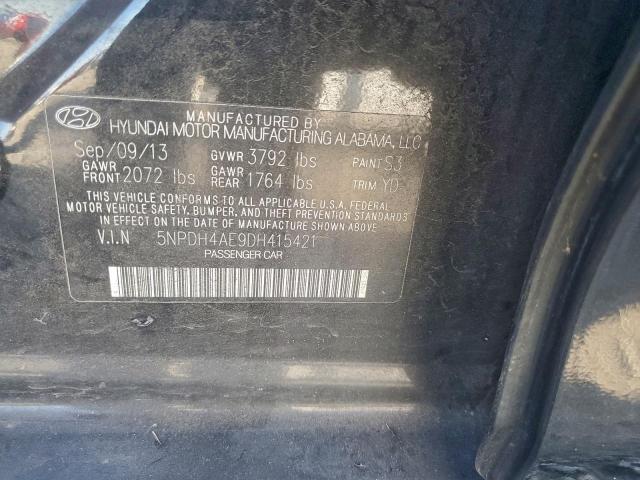 MANUFACTURED BY
HYUNDAI MOTOR MANUFACTURING ALABAMA, LLC
Sep/09/13 GVWR 3792 lbs PAINT S3
GAWR FRONT 2072 lbs GAWR REAR 1764 lbs TRIM YD
THIS VEHICLE CONFORMS TO ALL APPLICABLE U.S. FEDERAL
MOTOR VEHICLE SAFETY, BUMPER, AND THEFT PREVENTION
STANDARDS IN EFFECT ON THE DATE OF MANUFACTURE SHOWN ABOVE.
V.I.N 5NPDH4AE9DH415421
PASSENGER CAR